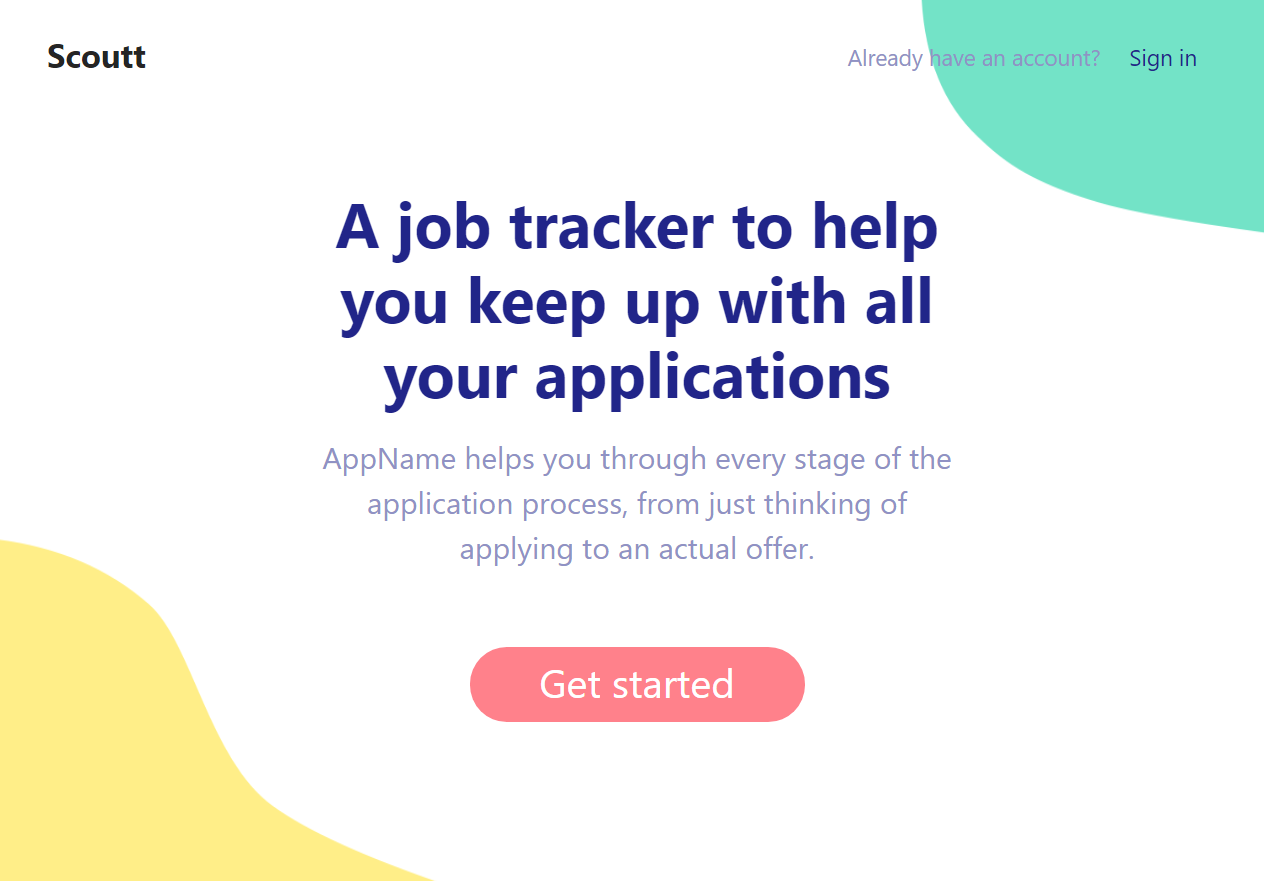 Scoutt
Already have an account? Sign in
A job tracker to help
you keep up with all
your applications
AppName helps you through every stage of the
application process, from just thinking of
applying to an actual offer.
Get started